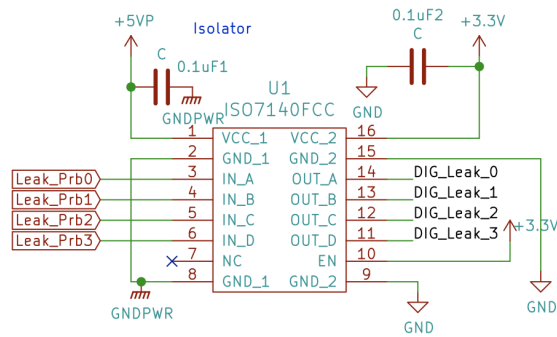 +5VP
Isolator
0.1uF2
C
+3.3V
C
0.1uF1
GNDPWR
GND
U1
ISO7140FCC
1 VCC_1 VCC_2 16
2 GND_1 GND_2 15
Leak_Prb0 3 IN_A OUT_A 14 DIG_Leak_0
Leak_Prb1 4 IN_B OUT_B 13 DIG_Leak_1
Leak_Prb2 5 IN_C OUT_C 12 DIG_Leak_2
Leak_Prb3 6 IN_D OUT_D 11 DIG_Leak_3
+3.3V
7 NC EN 10
8 GND_1 GND_2 9
GNDPWR
GND
GND